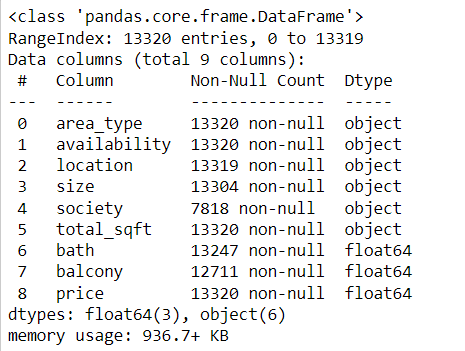 <class 'pandas.core.frame.DataFrame'>
RangeIndex: 13320 entries, 0 to 13319
Data columns (total 9 columns):
 #   Column        Non-Null Count  Dtype
---  ------        --------------  -----
 0   area_type     13320 non-null  object
 1   availability  13320 non-null  object
 2   location      13319 non-null  object
 3   size          13304 non-null  object
 4   society       7818 non-null   object
 5   total_sqft    13320 non-null  object
 6   bath          13247 non-null  float64
 7   balcony       12711 non-null  float64
 8   price         13320 non-null  float64
dtypes: float64(3), object(6)
memory usage: 936.7+ KB